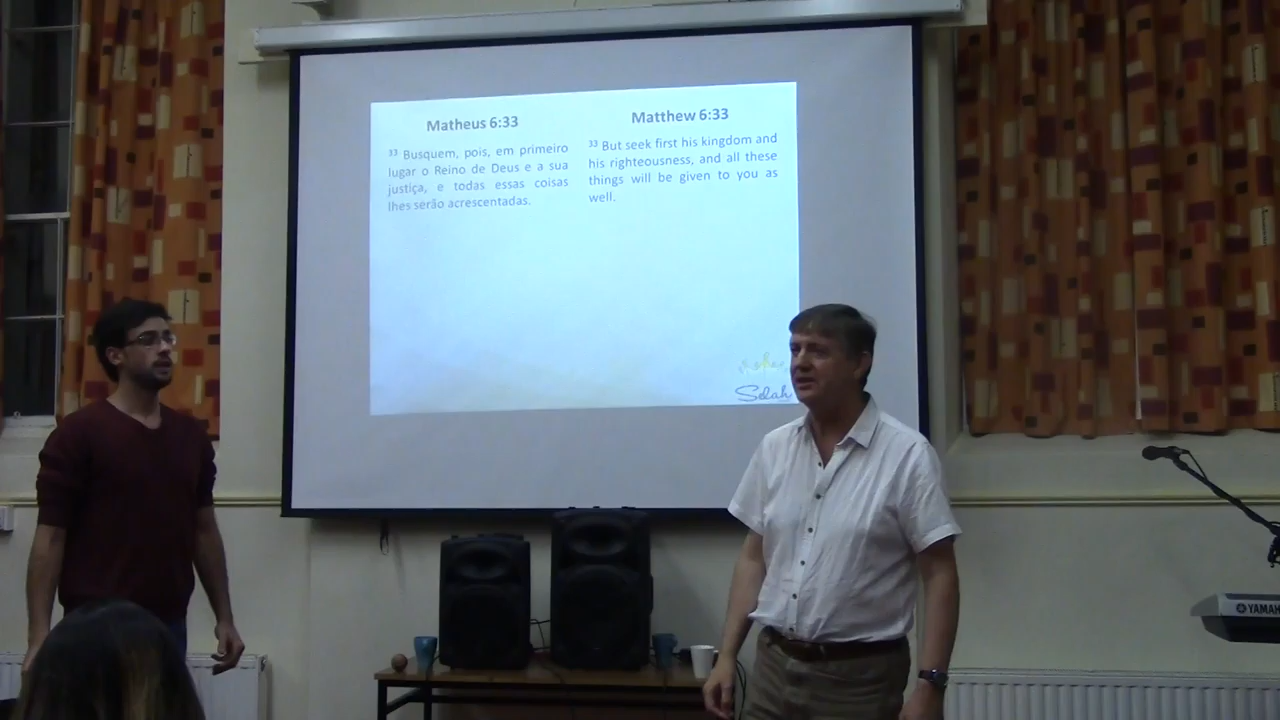 Matheus 6:33
³³ Busquem, pois, em primeiro
lugar o Reino de Deus e a sua
justiça, e todas essas coisas
lhes serão acrescentadas.
Matthew 6:33
³³ But seek first his kingdom and
his righteousness, and all these
things will be given to you as
well.
Selah
YAMAHA